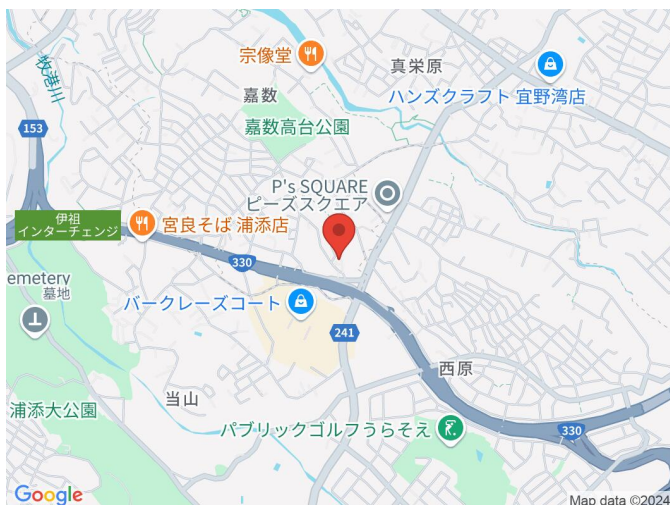 牧港川
宗像堂
真栄原
ハンズクラフト 宜野湾店
嘉数
嘉数高台公園
153
P's SQUARE
ピーズスクエア
伊祖
インターチェンジ
宮良そば 浦添店
330
emetery
墓地
バークレーズコート
241
西原
当山
浦添大公園
パブリックゴルフうらそえ
330
Google
Map data ©2024